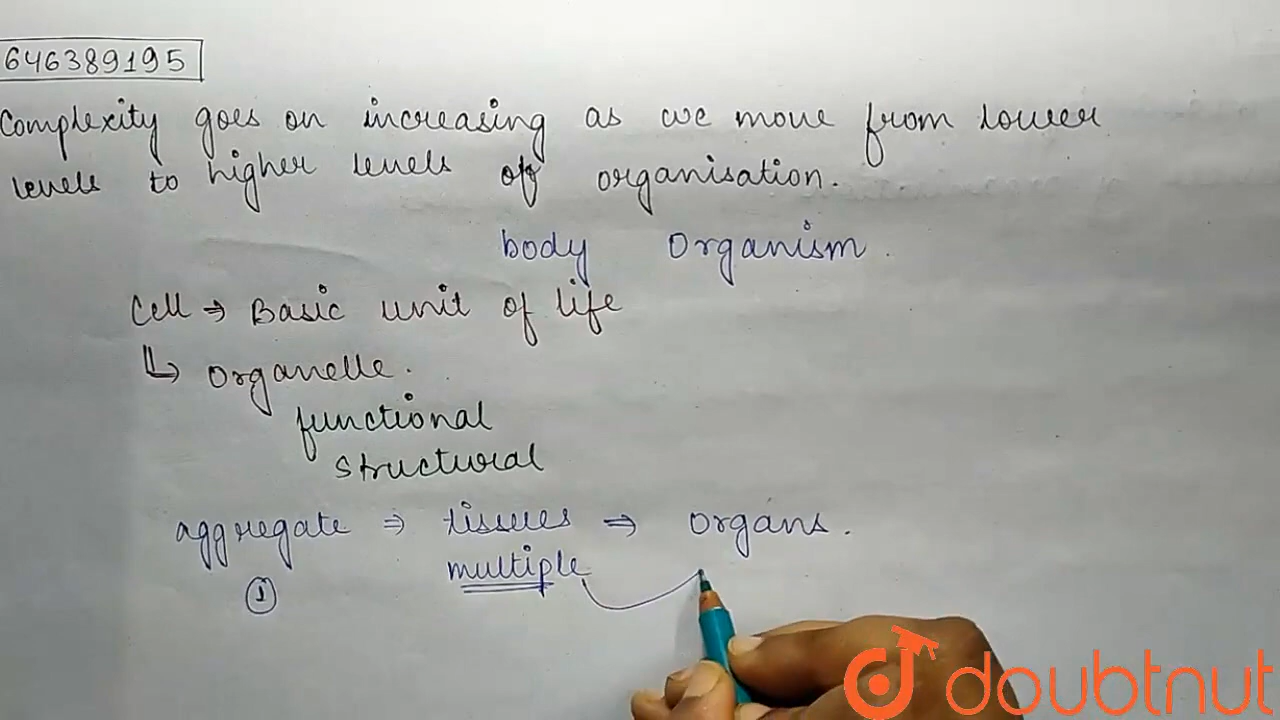 646389195
Complexity goes on increasing as we move from lower
levels to higher levels of organisation.
body Organism.
Cell ⇒ Basic unit of life
↳ Organelle.
functional
structural
aggregate ⇒ tissues ⇒ organs.
multiple
①
doubtnut